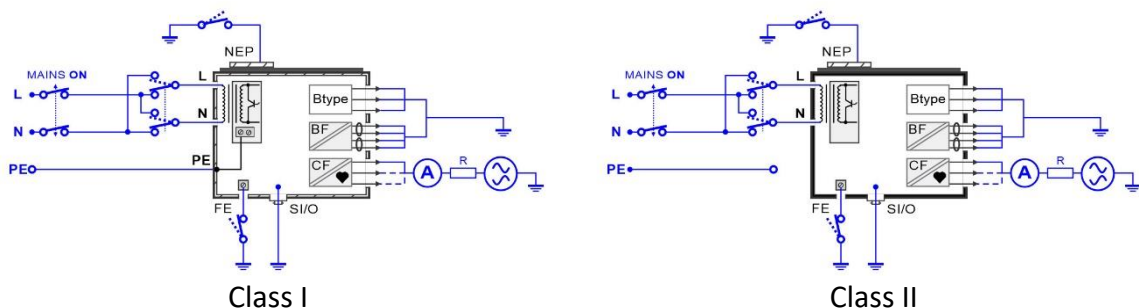 NEP
MAINS ON
L
L
N
N
PE
PE
Btype
BF
CF
A
R
FE
SI/O
Class I
NEP
MAINS ON
L
L
N
N
PE
Btype
BF
CF
A
R
FE
SI/O
Class II